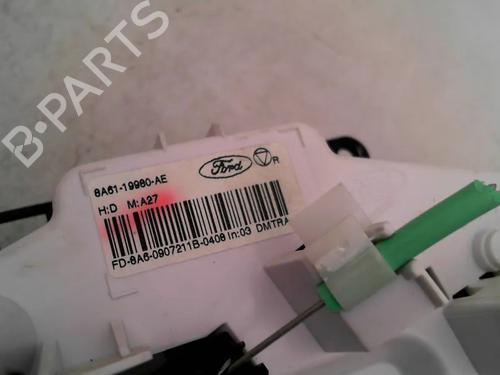 B-PARTS
8A61-19980-AE
Ford
R
H:D M:A27
FD-8A6-0907211B-0408 In:03 DMTRA